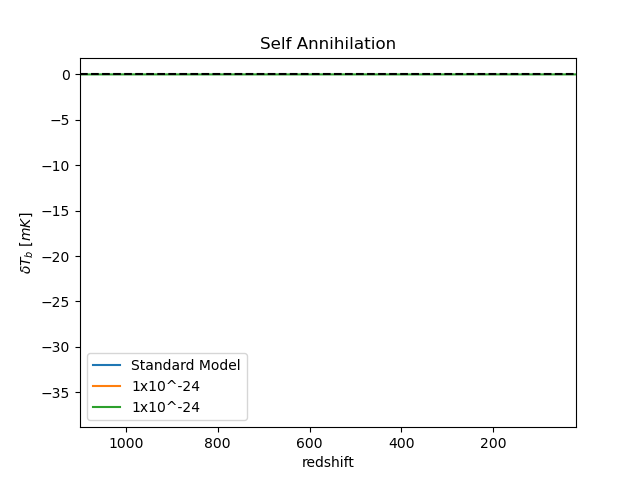 Self Annihilation
0
−5
−10
−15
−20
−25
−30
−35
δT_b [mK]
Standard Model
1x10^-24
1x10^-24
1000 800 600 400 200
redshift